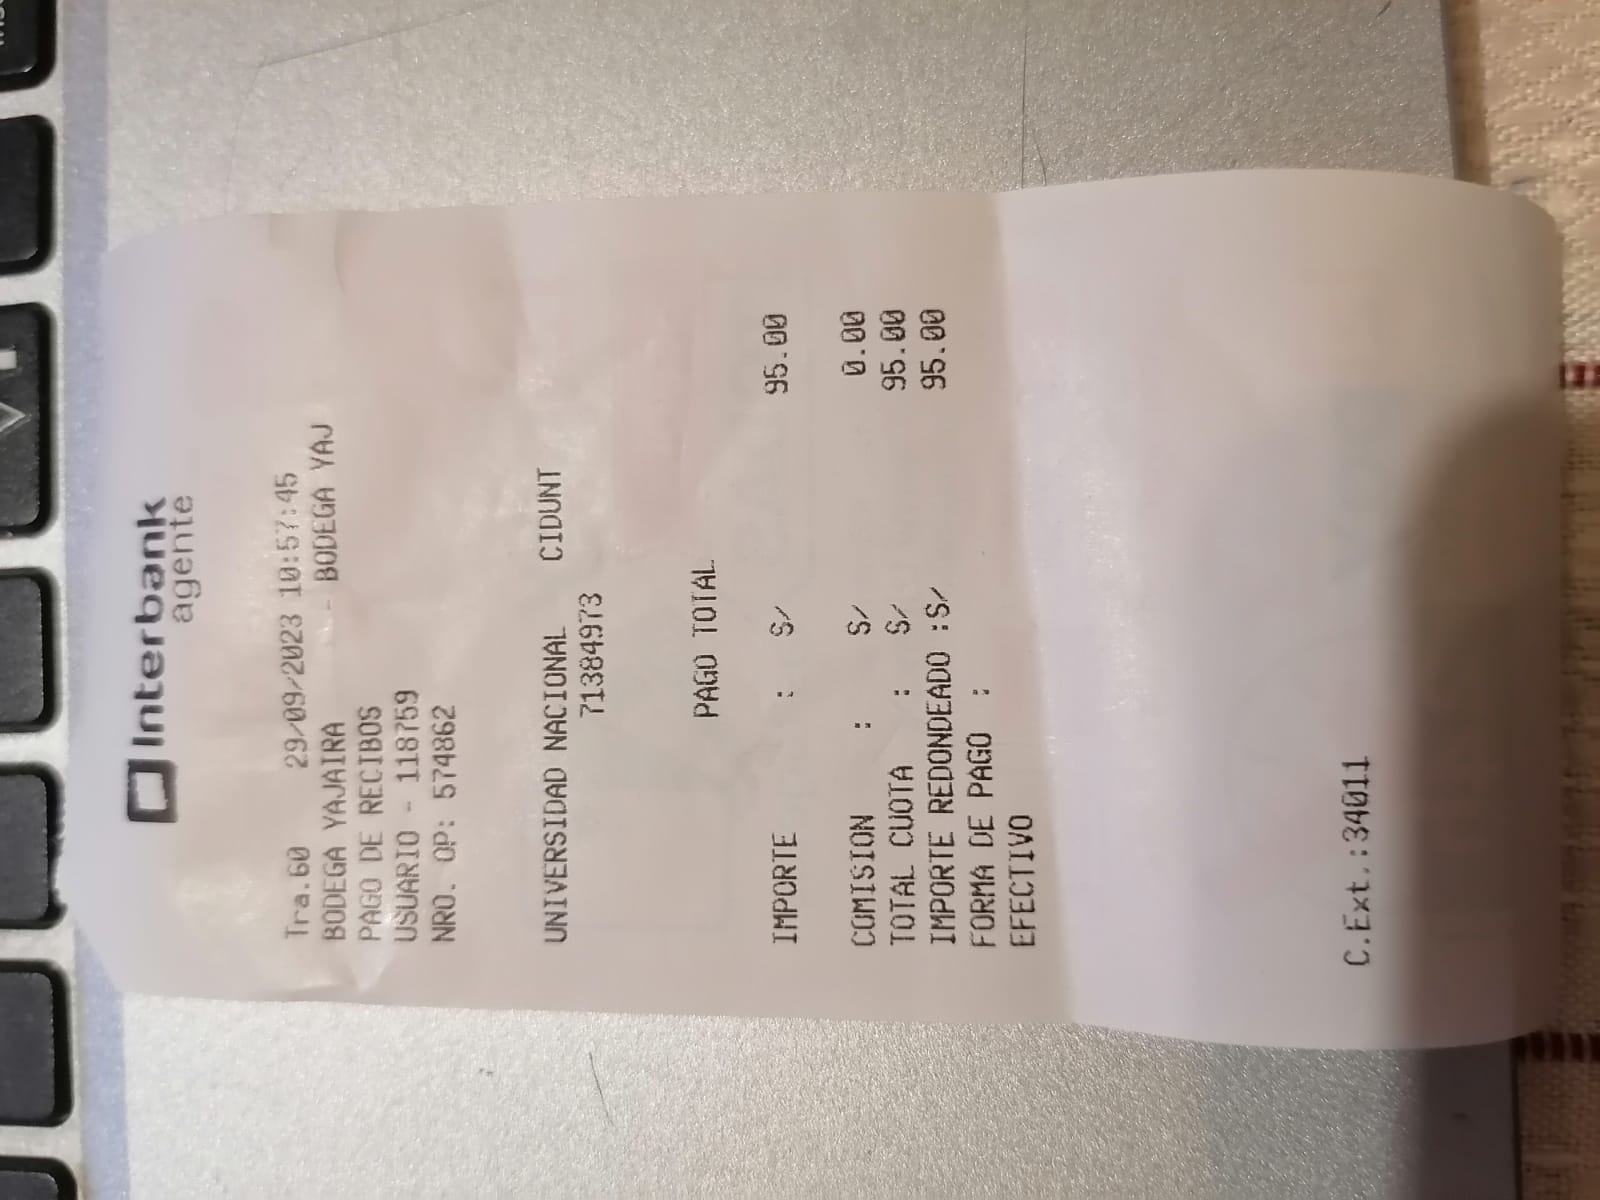 Interbank
agente
Tra.60 29/09/2023 10:57:45
BODEGA YAJAIRA - BODEGA YAJ
PAGO DE RECIBOS
USUARIO - 118759
NRO. OP: 574862
UNIVERSIDAD NACIONAL CIDUNT
71384973
PAGO TOTAL
IMPORTE : S/ 95.00
COMISION : S/ 0.00
TOTAL CUOTA : S/ 95.00
IMPORTE REDONDEADO :S/ 95.00
FORMA DE PAGO :
EFECTIVO
C.Ext.:34011